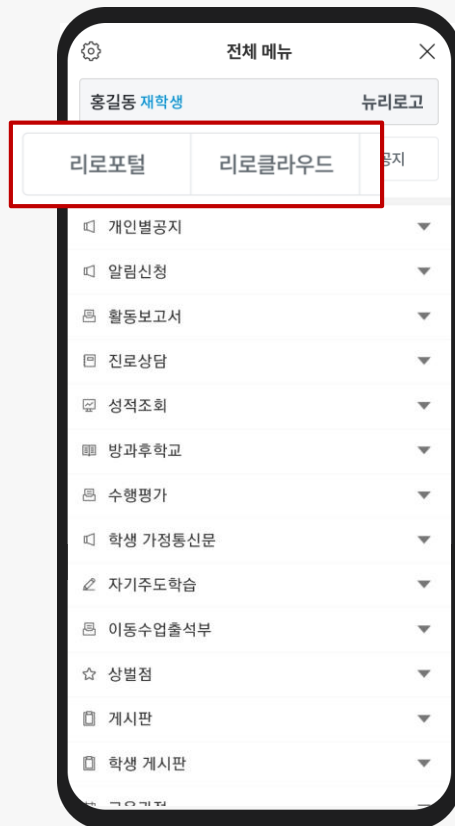 전체 메뉴
홍길동 재학생 뉴리로고
리로포털 리로클라우드 공지
개인별공지
알림신청
활동보고서
진로상담
성적조회
방과후학교
수행평가
학생 가정통신문
자기주도학습
이동수업출석부
상벌점
게시판
학생 게시판